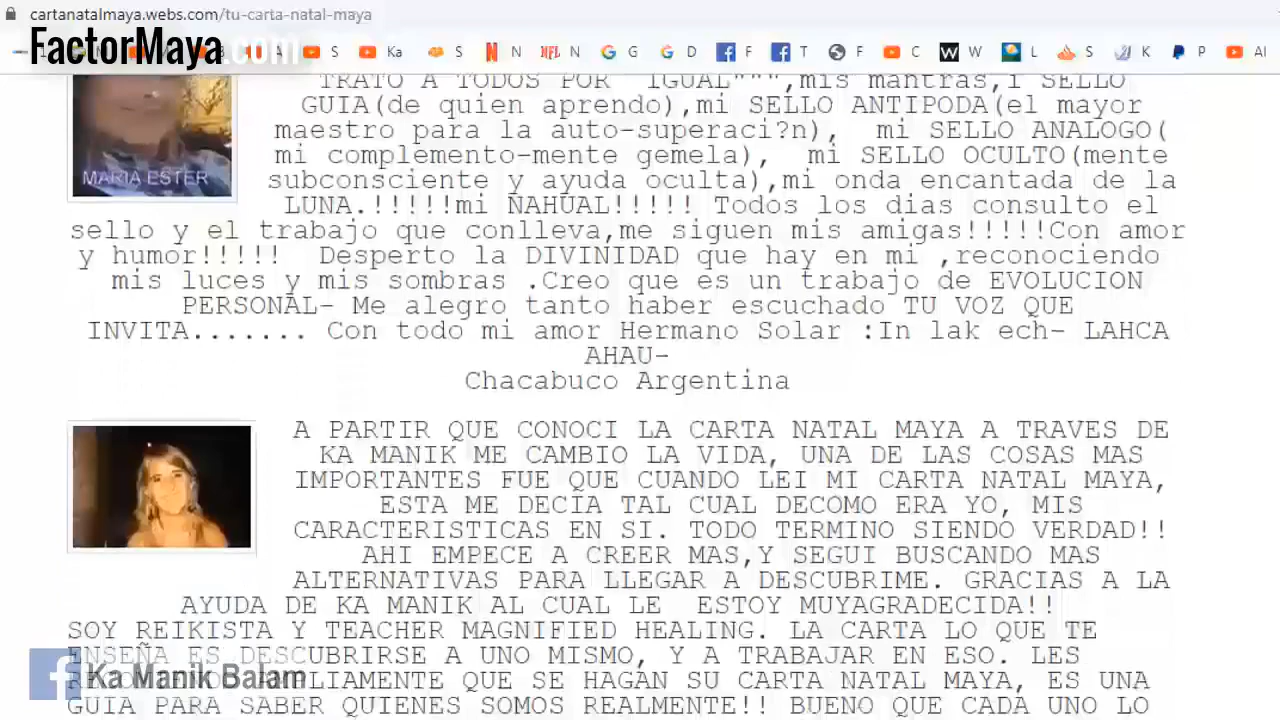 cartanatalmaya.webs.com/tu-carta-natal-maya
FactorMaya.com
S Ka S N N G D F T F C W L S K P AI
TRATO A TODOS POR IGUAL""",mis mantras,i SELLO
GUIA(de quien aprendo),mi SELLO ANTIPODA(el mayor
maestro para la auto-superaci?n), mi SELLO ANALOGO(
mi complemento-mente gemela), mi SELLO OCULTO(mente
MARIA ESTER
subconsciente y ayuda oculta),mi onda encantada de la
LUNA.!!!!!mi NAHUAL!!!!! Todos los dias consulto el
sello y el trabajo que conlleva,me siguen mis amigas!!!!!Con amor
y humor!!!!! Desperto la DIVINIDAD que hay en mi ,reconociendo
mis luces y mis sombras .Creo que es un trabajo de EVOLUCION
PERSONAL- Me alegro tanto haber escuchado TU VOZ QUE
INVITA....... Con todo mi amor Hermano Solar :In lak ech- LAHCA
AHAU-
Chacabuco Argentina
A PARTIR QUE CONOCI LA CARTA NATAL MAYA A TRAVES DE
KA MANIK ME CAMBIO LA VIDA, UNA DE LAS COSAS MAS
IMPORTANTES FUE QUE CUANDO LEI MI CARTA NATAL MAYA,
ESTA ME DECIA TAL CUAL DECOMO ERA YO, MIS
CARACTERISTICAS EN SI. TODO TERMINO SIENDO VERDAD!!
AHI EMPECE A CREER MAS,Y SEGUI BUSCANDO MAS
ALTERNATIVAS PARA LLEGAR A DESCUBRIME. GRACIAS A LA
AYUDA DE KA MANIK AL CUAL LE ESTOY MUYAGRADECIDA!!
SOY REIKISTA Y TEACHER MAGNIFIED HEALING. LA CARTA LO QUE TE
ENSEÑA ES DESCUBRIRSE A UNO MISMO, Y A TRABAJAR EN ESO. LES
Ka Manik Balam
QUE SE HAGAN SU CARTA NATAL MAYA, ES UNA
GUIA PARA SABER QUIENES SOMOS REALMENTE!! BUENO QUE CADA UNO LO